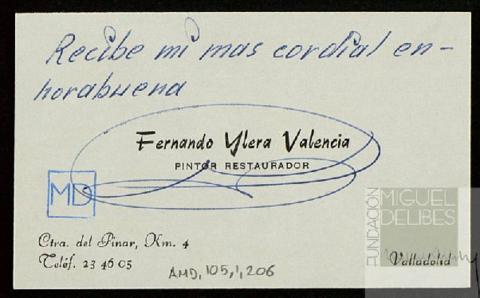 Recibe mi mas cordial en-
horabuena
Fernando Ylera Valencia
PINTOR RESTAURADOR
MD
Ctra. del Pinar, Km. 4
Teléf. 23 46 05
Valladolid
AMD, 105, 1, 206
FUNDACIÓN
MIGUEL
DELIBES